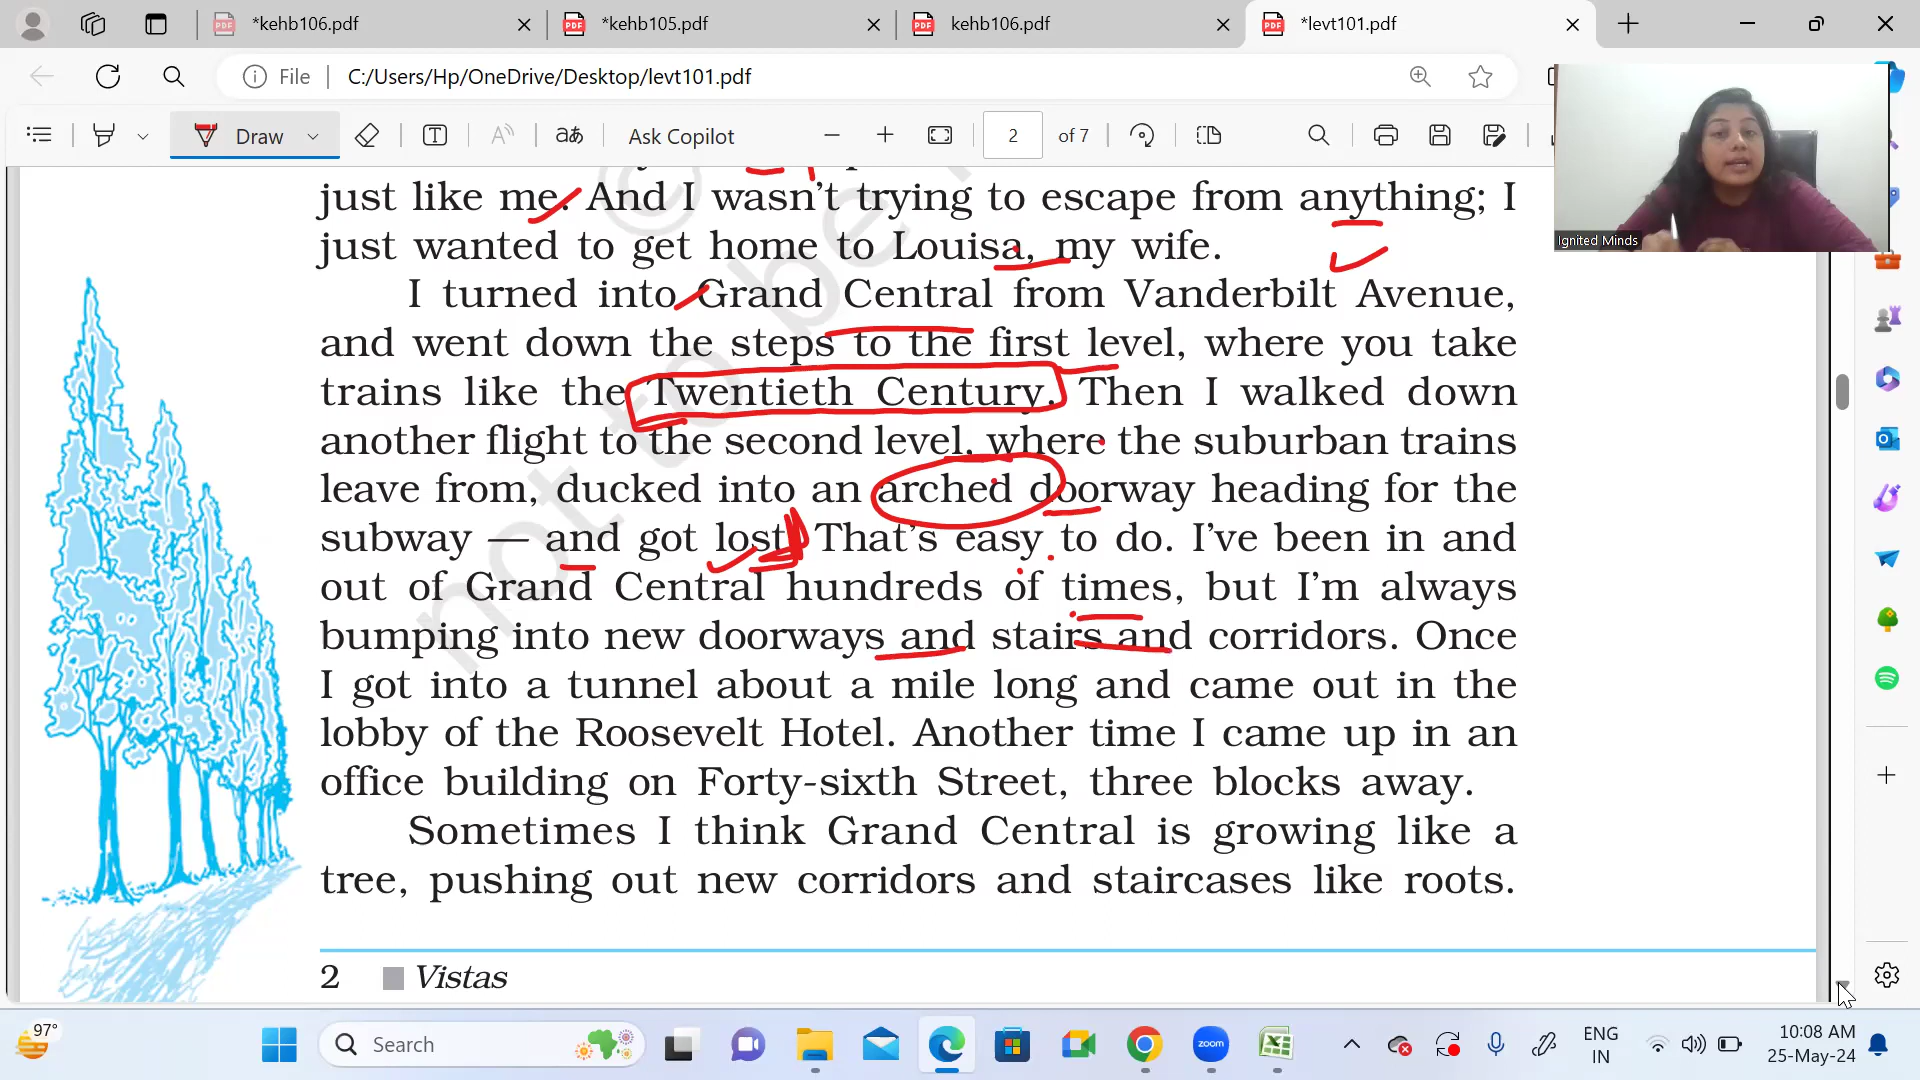 *kehb106.pdf
*kehb105.pdf
kehb106.pdf
*levt101.pdf
File
C:/Users/Hp/OneDrive/Desktop/levt101.pdf
Draw
Ask Copilot
2 of 7
Ignited Minds
just like me. And I wasn't trying to escape from anything; I
just wanted to get home to Louisa, my wife.
I turned into Grand Central from Vanderbilt Avenue,
and went down the steps to the first level, where you take
trains like the Twentieth Century. Then I walked down
another flight to the second level, where the suburban trains
leave from, ducked into an arched doorway heading for the
subway — and got lost. That's easy to do. I've been in and
out of Grand Central hundreds of times, but I'm always
bumping into new doorways and stairs and corridors. Once
I got into a tunnel about a mile long and came out in the
lobby of the Roosevelt Hotel. Another time I came up in an
office building on Forty-sixth Street, three blocks away.
Sometimes I think Grand Central is growing like a
tree, pushing out new corridors and staircases like roots.
2 Vistas
not to be
97°
Search
zoom
ENG
IN
10:08 AM
25-May-24